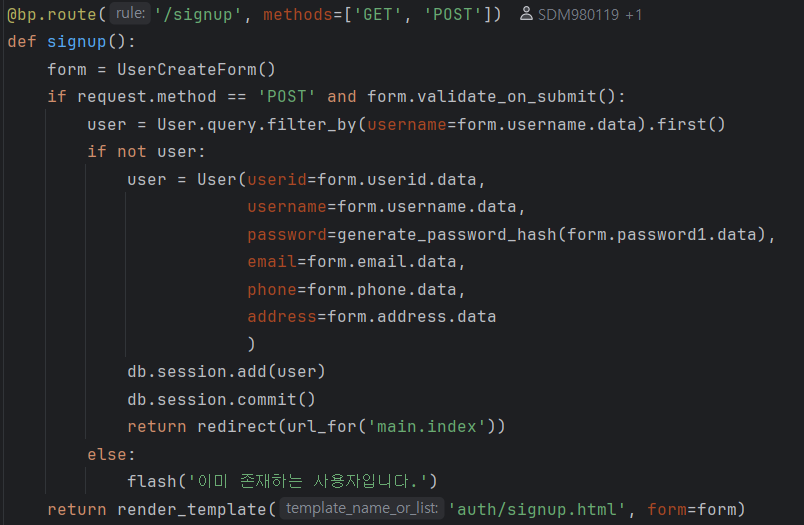 @bp.route( rule: '/signup', methods=['GET', 'POST']) SDM980119 +1
def signup():
    form = UserCreateForm()
    if request.method == 'POST' and form.validate_on_submit():
        user = User.query.filter_by(username=form.username.data).first()
        if not user:
            user = User(userid=form.userid.data,
                        username=form.username.data,
                        password=generate_password_hash(form.password1.data),
                        email=form.email.data,
                        phone=form.phone.data,
                        address=form.address.data
                        )
            db.session.add(user)
            db.session.commit()
            return redirect(url_for('main.index'))
        else:
            flash('이미 존재하는 사용자입니다.')
    return render_template( template_name_or_list: 'auth/signup.html', form=form)